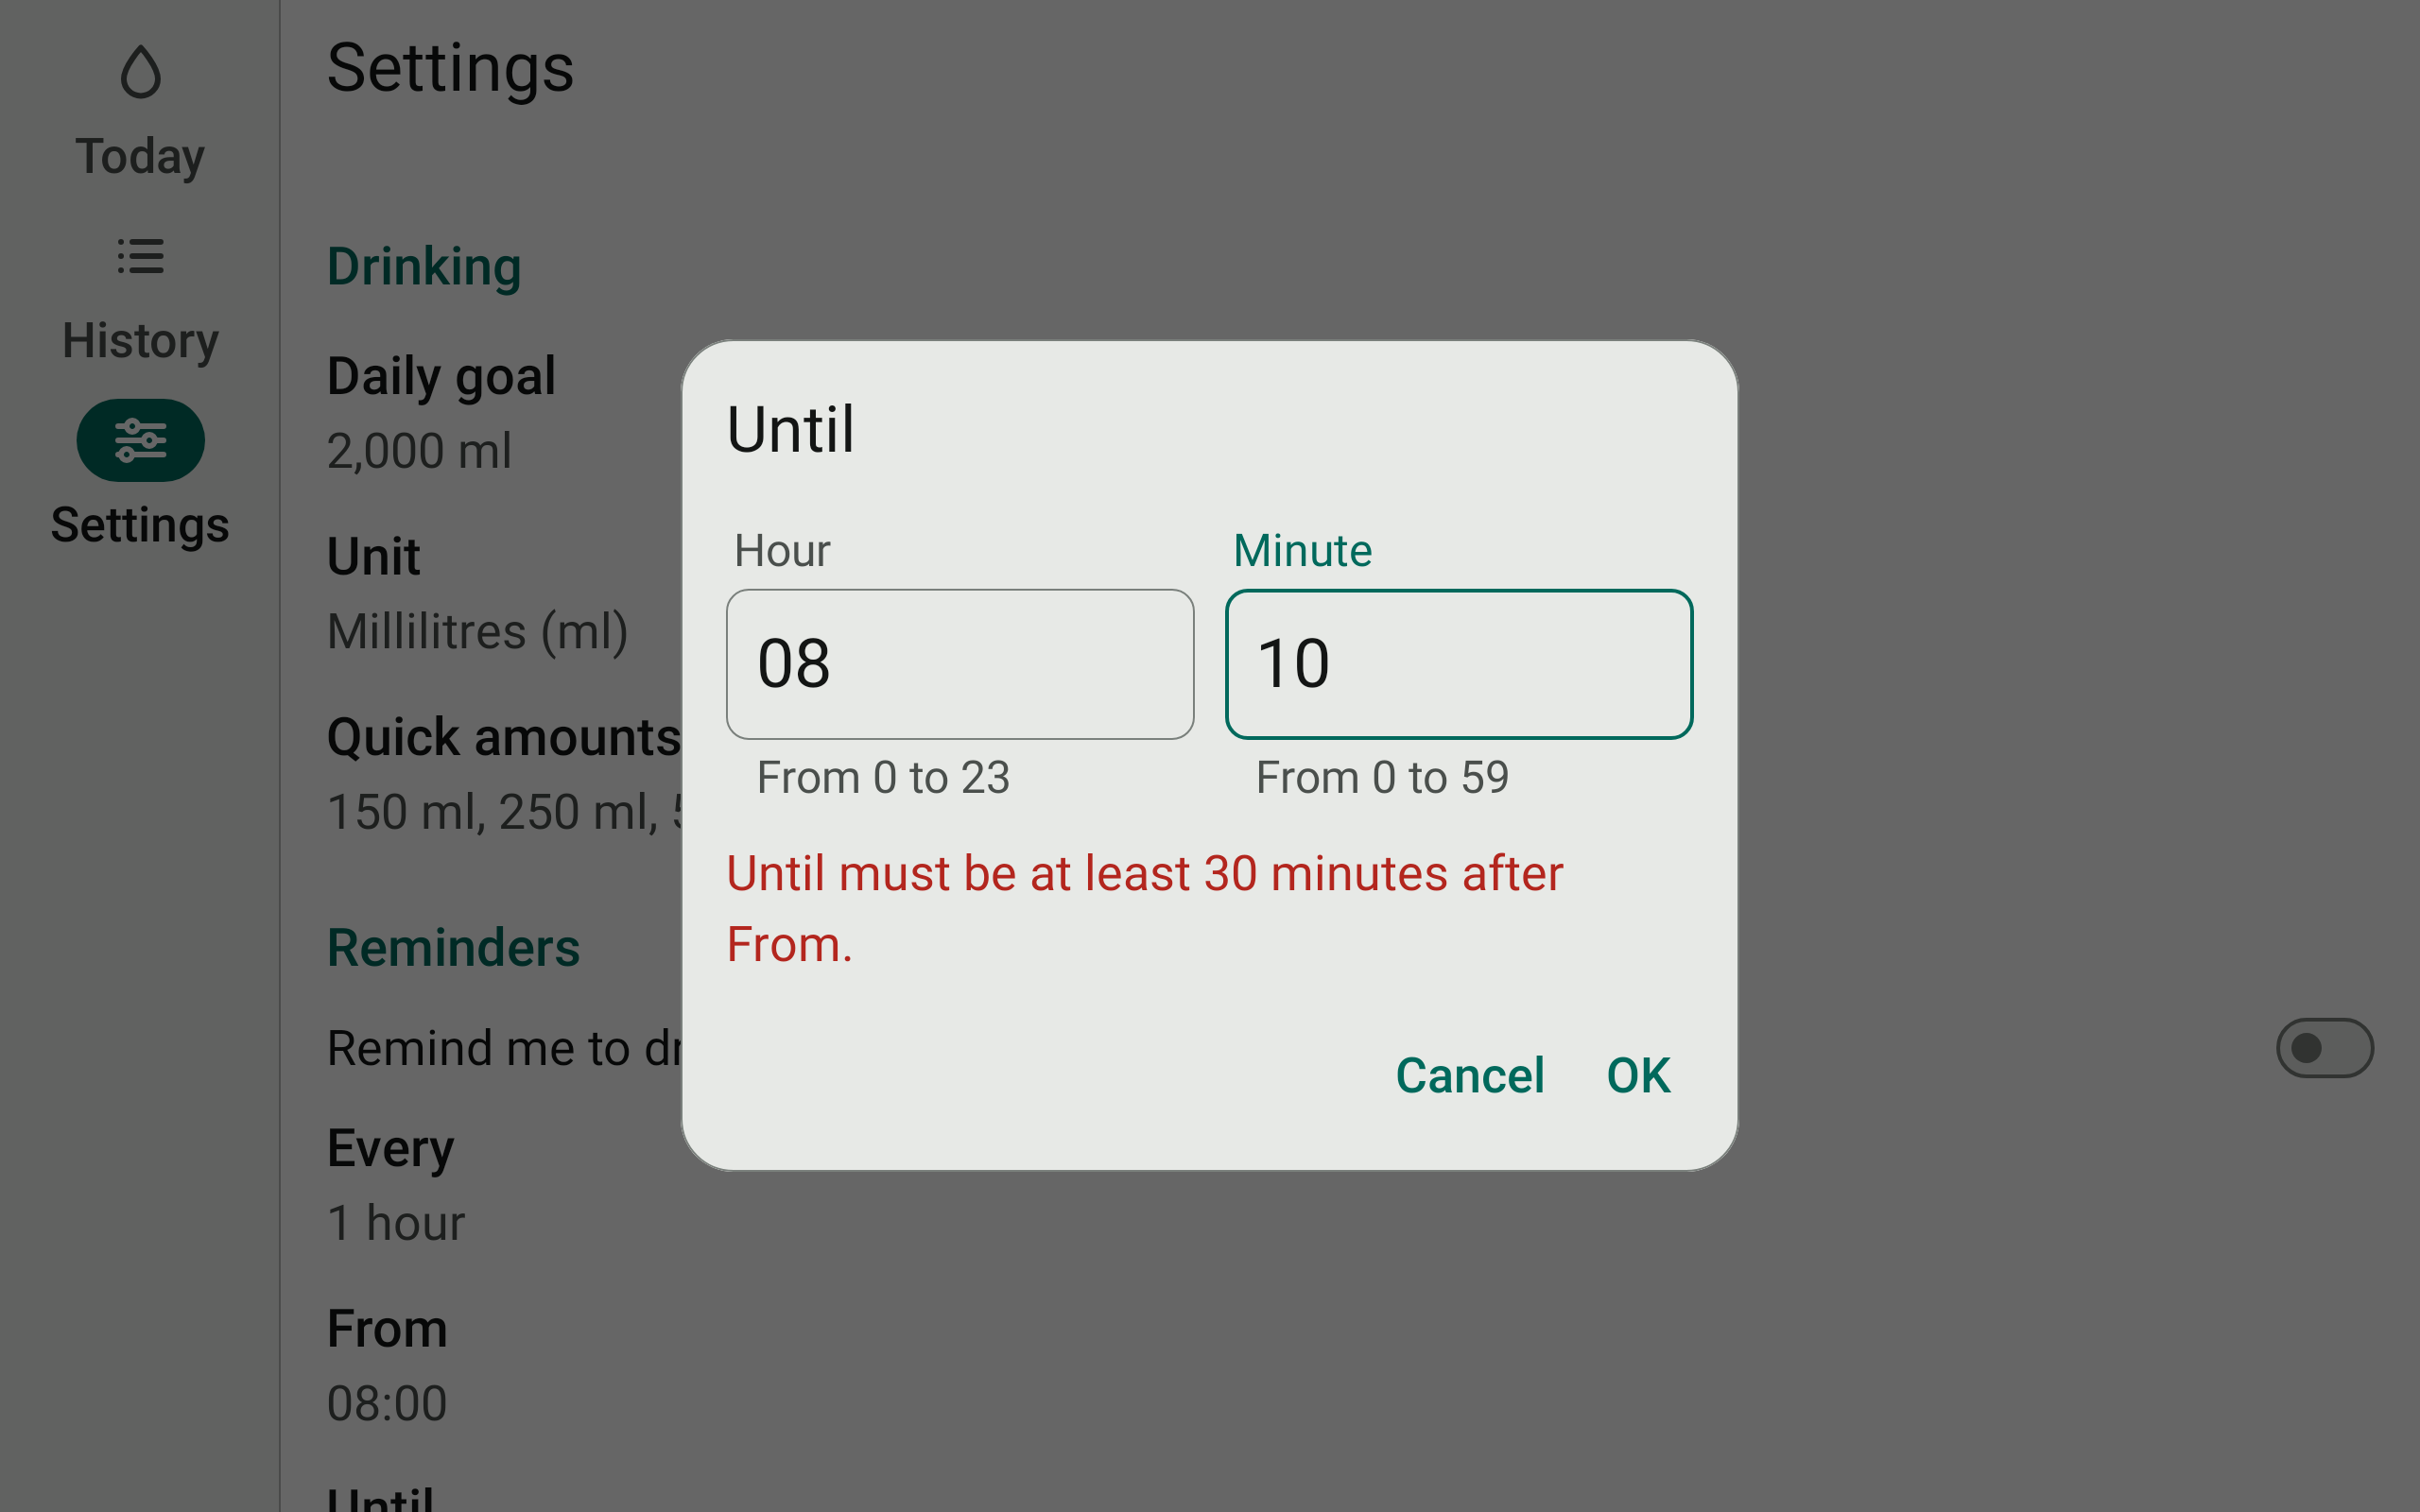 Settings
Today
History
Settings
Drinking
Daily goal
2,000 ml
Unit
Millilitres (ml)
Quick amounts
150 ml, 250 ml,
Reminders
Remind me to
Every
1 hour
From
08:00
Until
Until
Hour
Minute
08
10
From 0 to 23
From 0 to 59
Until must be at least 30 minutes after
From.
Cancel
OK